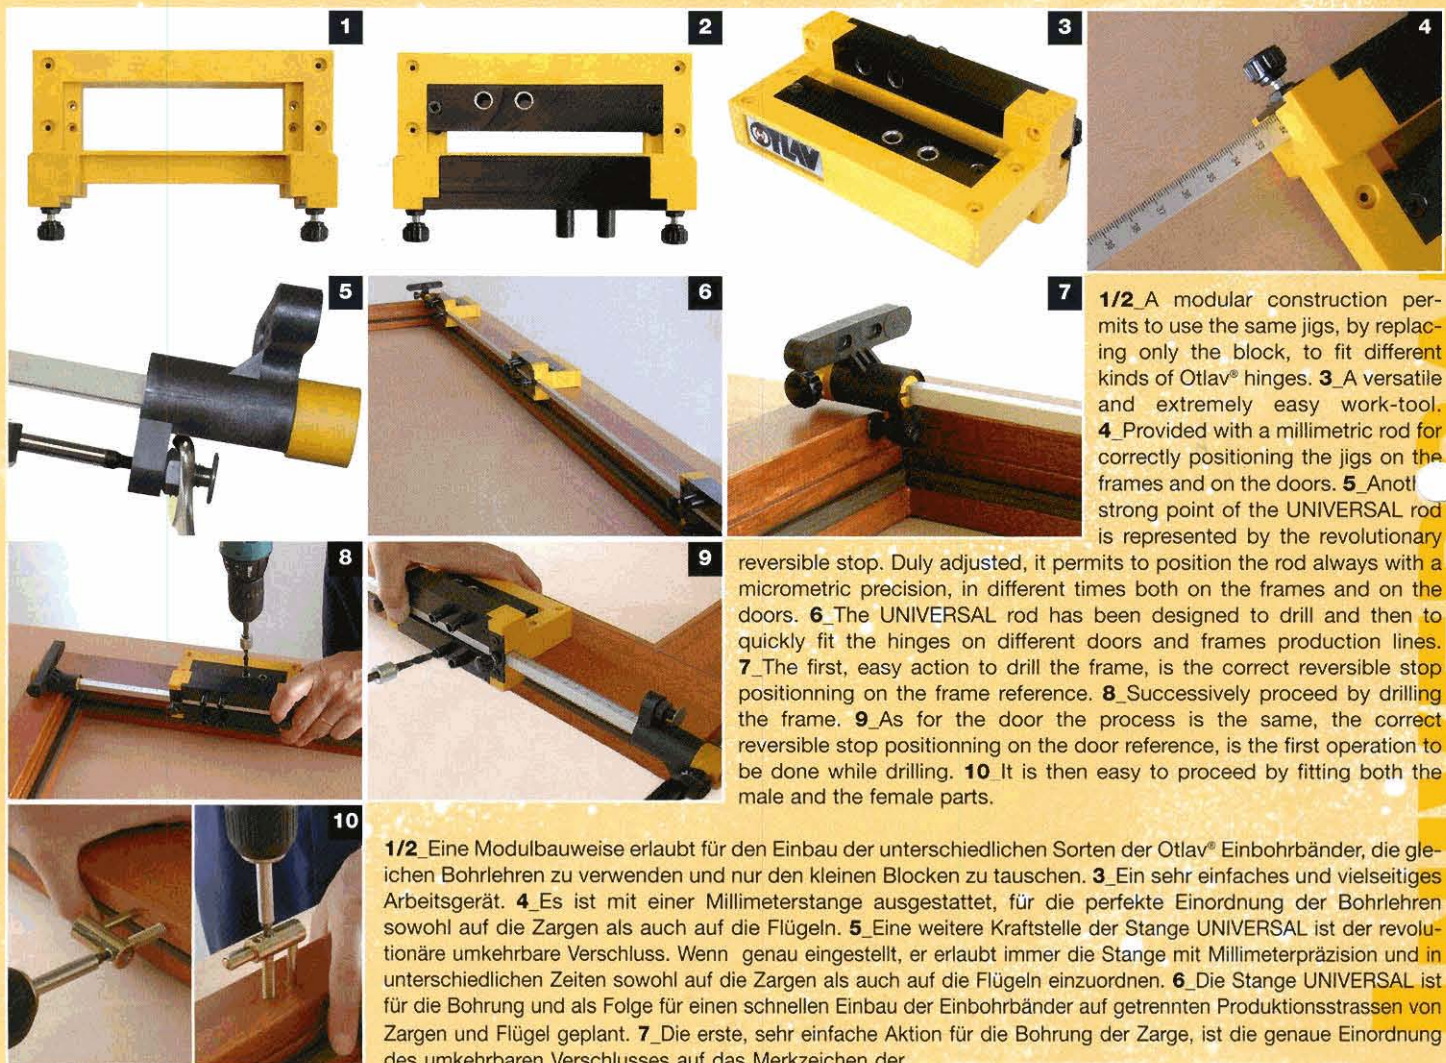 1
2
3
4
OTLAV
5
6
7
8
9
10
1/2_A modular construction per-
mits to use the same jigs, by replac-
ing only the block, to fit different
kinds of Otlav® hinges. 3_A versatile
and extremely easy work-tool.
4_Provided with a millimetric rod for
correctly positioning the jigs on the
frames and on the doors. 5_Anoth
strong point of the UNIVERSAL rod
is represented by the revolutionary
reversible stop. Duly adjusted, it permits to position the rod always with a
micrometric precision, in different times both on the frames and on the
doors. 6_The UNIVERSAL rod has been designed to drill and then to
quickly fit the hinges on different doors and frames production lines.
7_The first, easy action to drill the frame, is the correct reversible stop
positionning on the frame reference. 8_Successively proceed by drilling
the frame. 9_As for the door the process is the same, the correct
reversible stop positionning on the door reference, is the first operation to
be done while drilling. 10_It is then easy to proceed by fitting both the
male and the female parts.
1/2_Eine Modulbauweise erlaubt für den Einbau der unterschiedlichen Sorten der Otlav® Einbohrbänder, die gle-
ichen Bohrlehren zu verwenden und nur den kleinen Blocken zu tauschen. 3_Ein sehr einfaches und vielseitiges
Arbeitsgerät. 4_Es ist mit einer Millimeterstange ausgestattet, für die perfekte Einordnung der Bohrlehren
sowohl auf die Zargen als auch auf die Flügeln. 5_Eine weitere Kraftstelle der Stange UNIVERSAL ist der revolu-
tionäre umkehrbare Verschluss. Wenn genau eingestellt, er erlaubt immer die Stange mit Millimeterpräzision und in
unterschiedlichen Zeiten sowohl auf die Zargen als auch auf die Flügeln einzuordnen. 6_Die Stange UNIVERSAL ist
für die Bohrung und als Folge für einen schnellen Einbau der Einbohrbänder auf getrennten Produktionsstrassen von
Zargen und Flügel geplant. 7_Die erste, sehr einfache Aktion für die Bohrung der Zarge, ist die genaue Einordnung
des umkehrbaren Verschlusses auf das Merkzeichen der